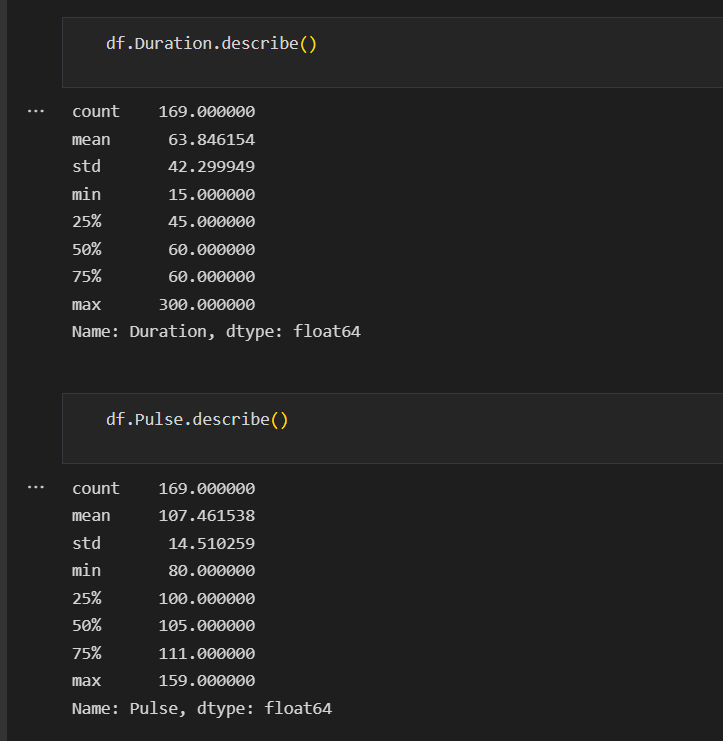 df.Duration.describe()
... count    169.000000
mean      63.846154
std       42.299949
min       15.000000
25%       45.000000
50%       60.000000
75%       60.000000
max      300.000000
Name: Duration, dtype: float64
df.Pulse.describe()
... count    169.000000
mean     107.461538
std       14.510259
min       80.000000
25%      100.000000
50%      105.000000
75%      111.000000
max      159.000000
Name: Pulse, dtype: float64